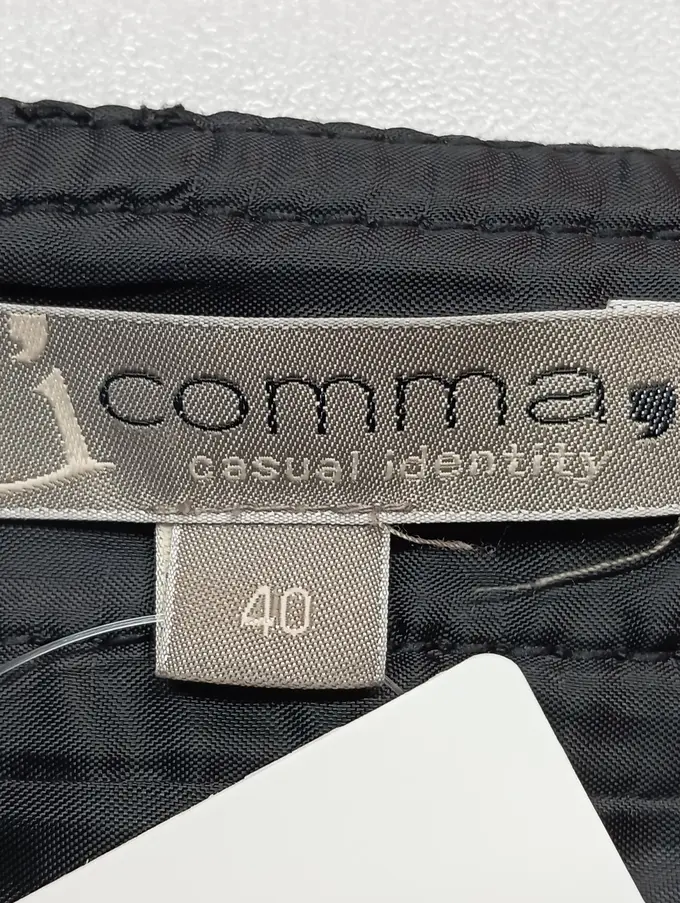 comma,
casual identity
40